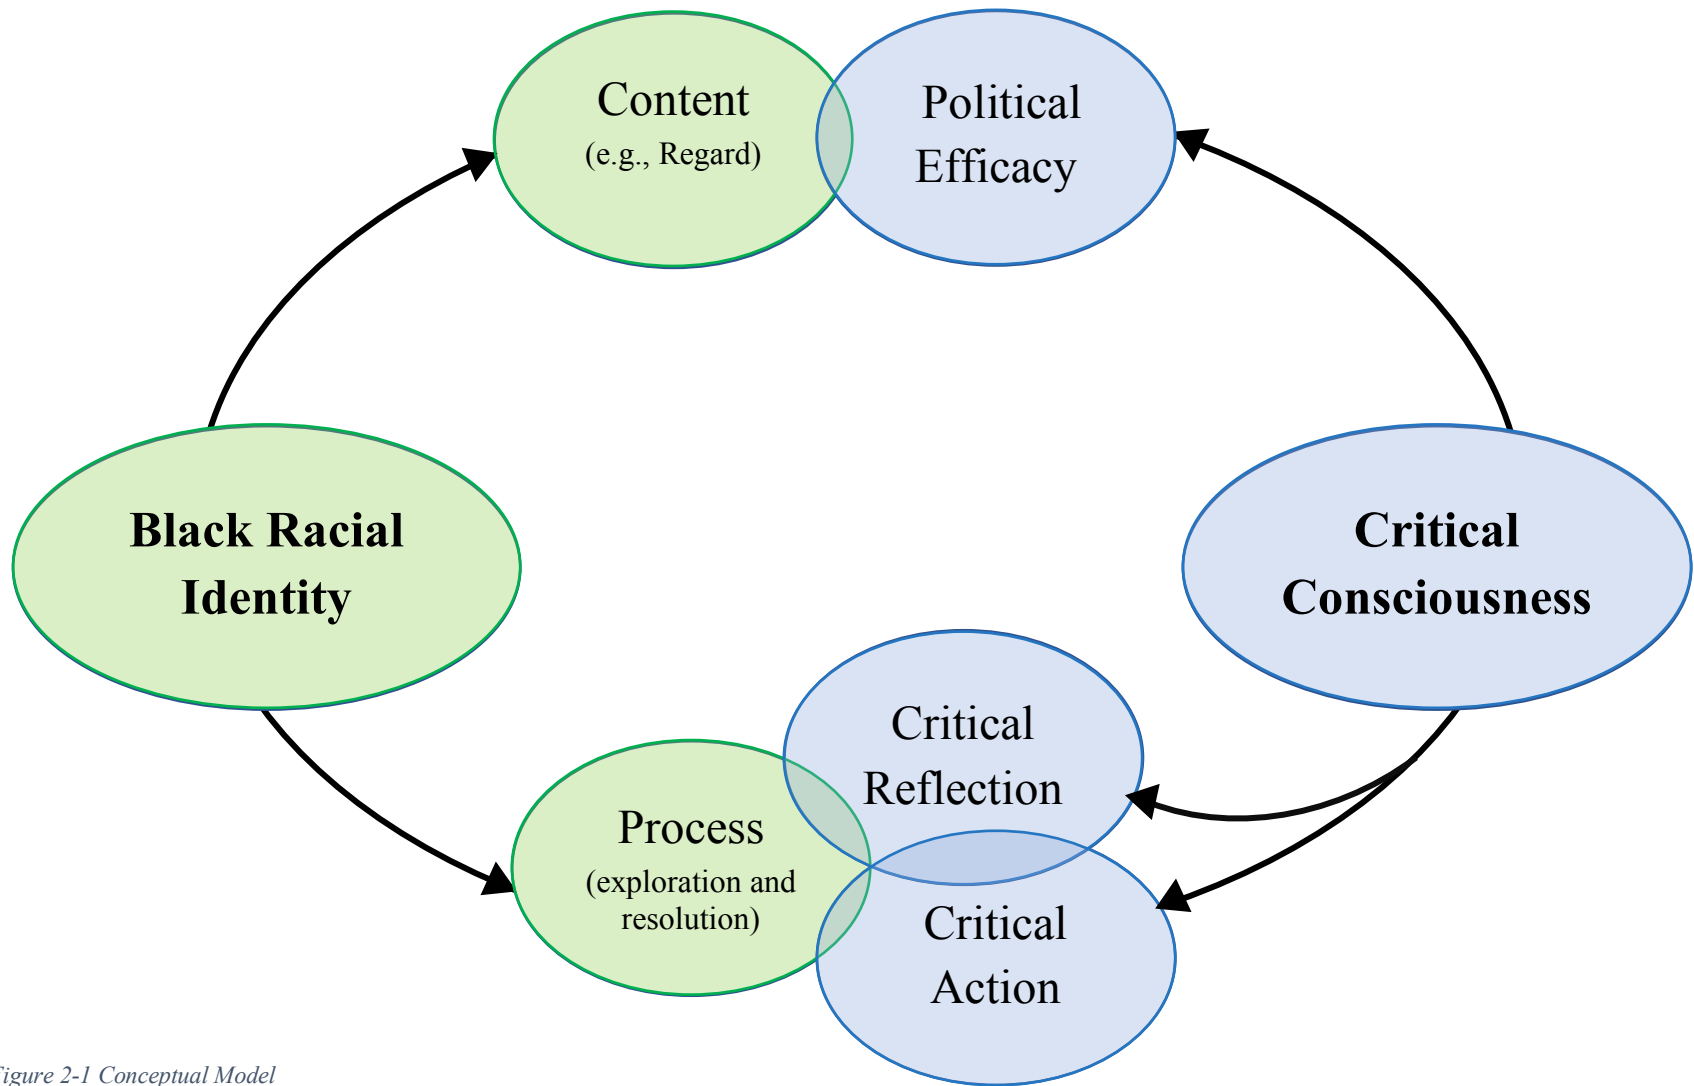 Content
(e.g., Regard)
Political
Efficacy
Black Racial
Identity
Critical
Consciousness
Critical
Reflection
Process
(exploration and
resolution)
Critical
Action
Figure 2-1 Conceptual Model